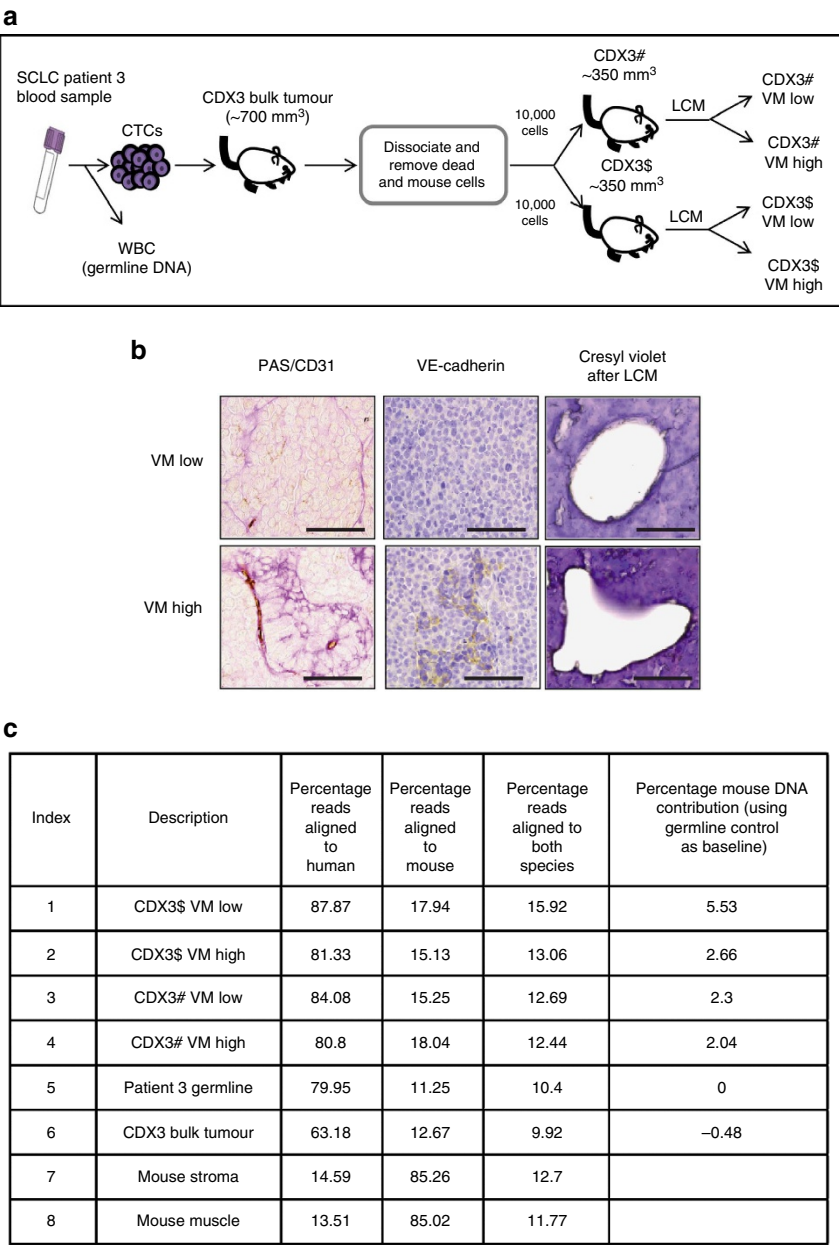 a
SCLC patient 3
blood sample
CTCs
WBC
(germline DNA)
CDX3 bulk tumour
(~700 mm³)
Dissociate and
remove dead
and mouse cells
10,000
cells
10,000
cells
CDX3#
~350 mm³
CDX3$
~350 mm³
LCM
LCM
CDX3#
VM low
CDX3#
VM high
CDX3$
VM low
CDX3$
VM high
b
PAS/CD31
VE-cadherin
Cresyl violet
after LCM
VM low
VM high
c
Index
Description
Percentage
reads
aligned
to
human
Percentage
reads
aligned
to
mouse
Percentage
reads
aligned to
both
species
Percentage mouse DNA
contribution (using
germline control
as baseline)
1 CDX3$ VM low 87.87 17.94 15.92 5.53
2 CDX3$ VM high 81.33 15.13 13.06 2.66
3 CDX3# VM low 84.08 15.25 12.69 2.3
4 CDX3# VM high 80.8 18.04 12.44 2.04
5 Patient 3 germline 79.95 11.25 10.4 0
6 CDX3 bulk tumour 63.18 12.67 9.92 –0.48
7 Mouse stroma 14.59 85.26 12.7
8 Mouse muscle 13.51 85.02 11.77